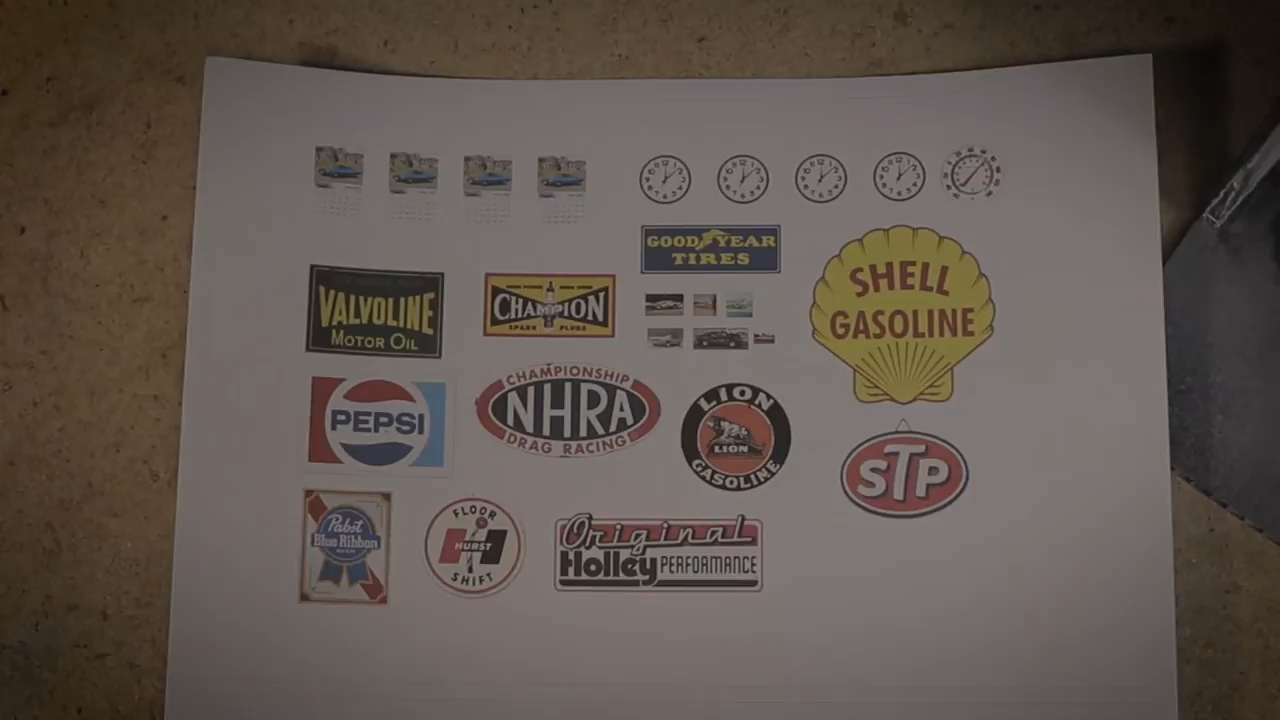 GOOD YEAR
TIRES
VALVOLINE
MOTOR OIL
CHAMPION
SPARK PLUGS
SHELL
GASOLINE
PEPSI
CHAMPIONSHIP
NHRA
DRAG RACING
LION
LION
GASOLINE
STP
Pabst
Blue Ribbon
FLOOR
HURST
SHIFT
Original
Holley PERFORMANCE